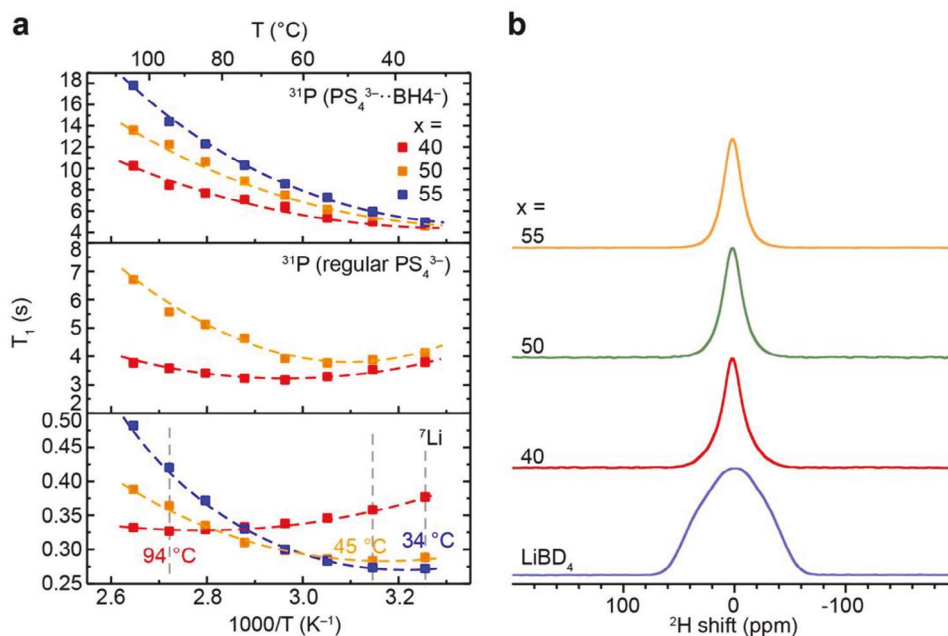 a
T (°C)
100 80 60 40
18
16
14
12
10
8
6
4
³¹P (PS₄³⁻··BH4⁻)
x =
40
50
55
8
7
6
5
4
3
2
³¹P (regular PS₄³⁻)
T₁ (s)
0.50
0.45
0.40
0.35
0.30
0.25
⁷Li
94 °C
45 °C
34 °C
2.6 2.8 3.0 3.2
1000/T (K⁻¹)
b
x =
55
50
40
LiBD₄
100 0 -100
²H shift (ppm)